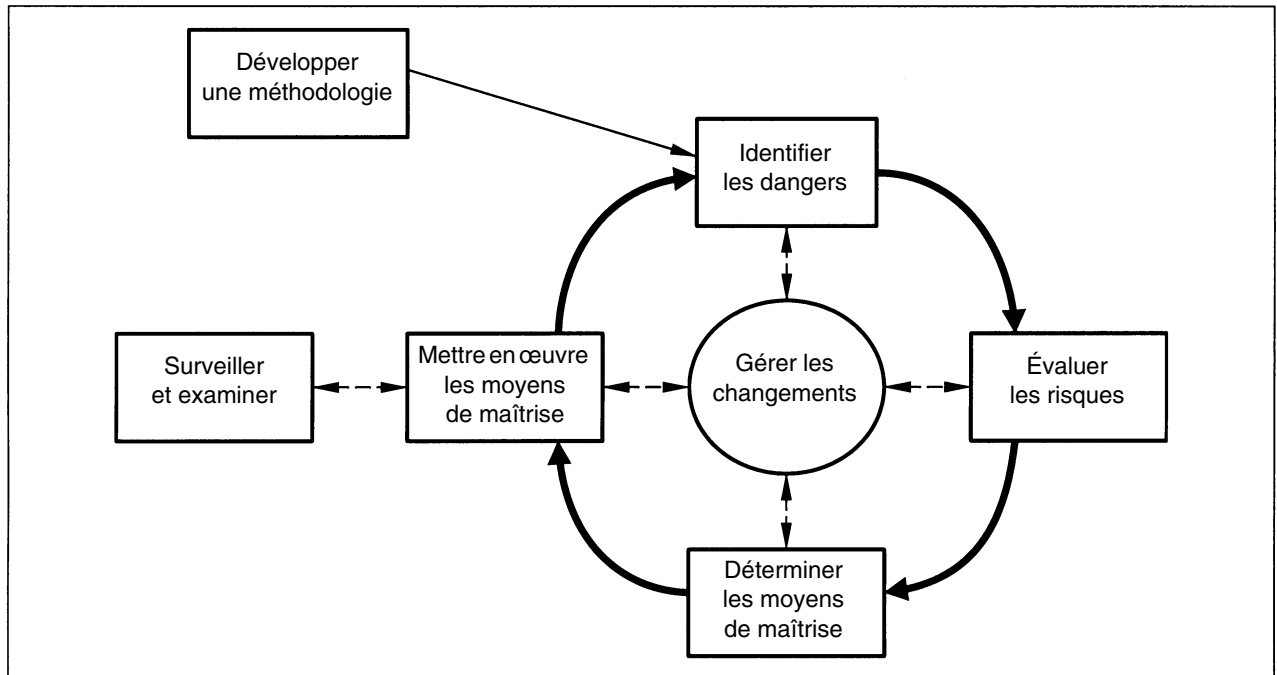 Développer
une méthodologie
Identifier
les dangers
Surveiller
et examiner
Mettre en œuvre
les moyens
de maîtrise
Gérer les
changements
Évaluer
les risques
Déterminer
les moyens
de maîtrise